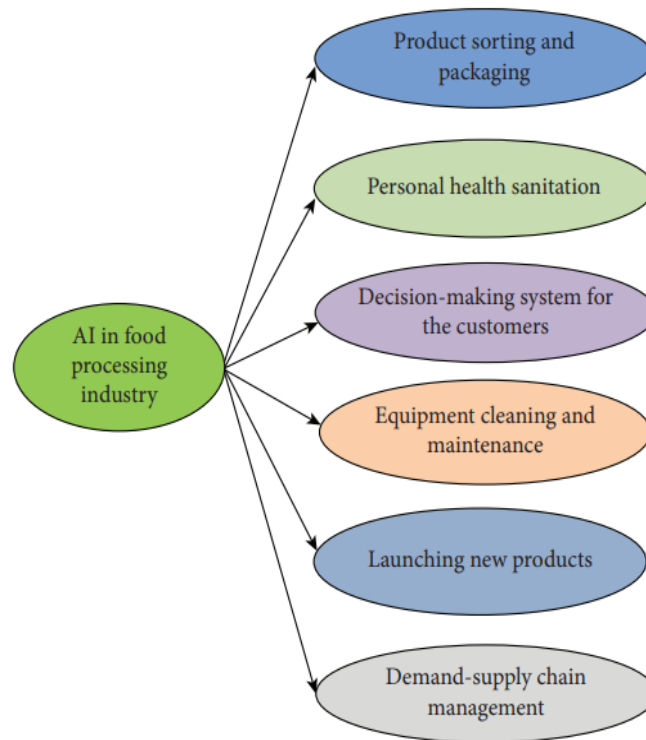 Product sorting and
packaging
Personal health sanitation
Decision-making system for
the customers
AI in food
processing
industry
Equipment cleaning and
maintenance
Launching new products
Demand-supply chain
management